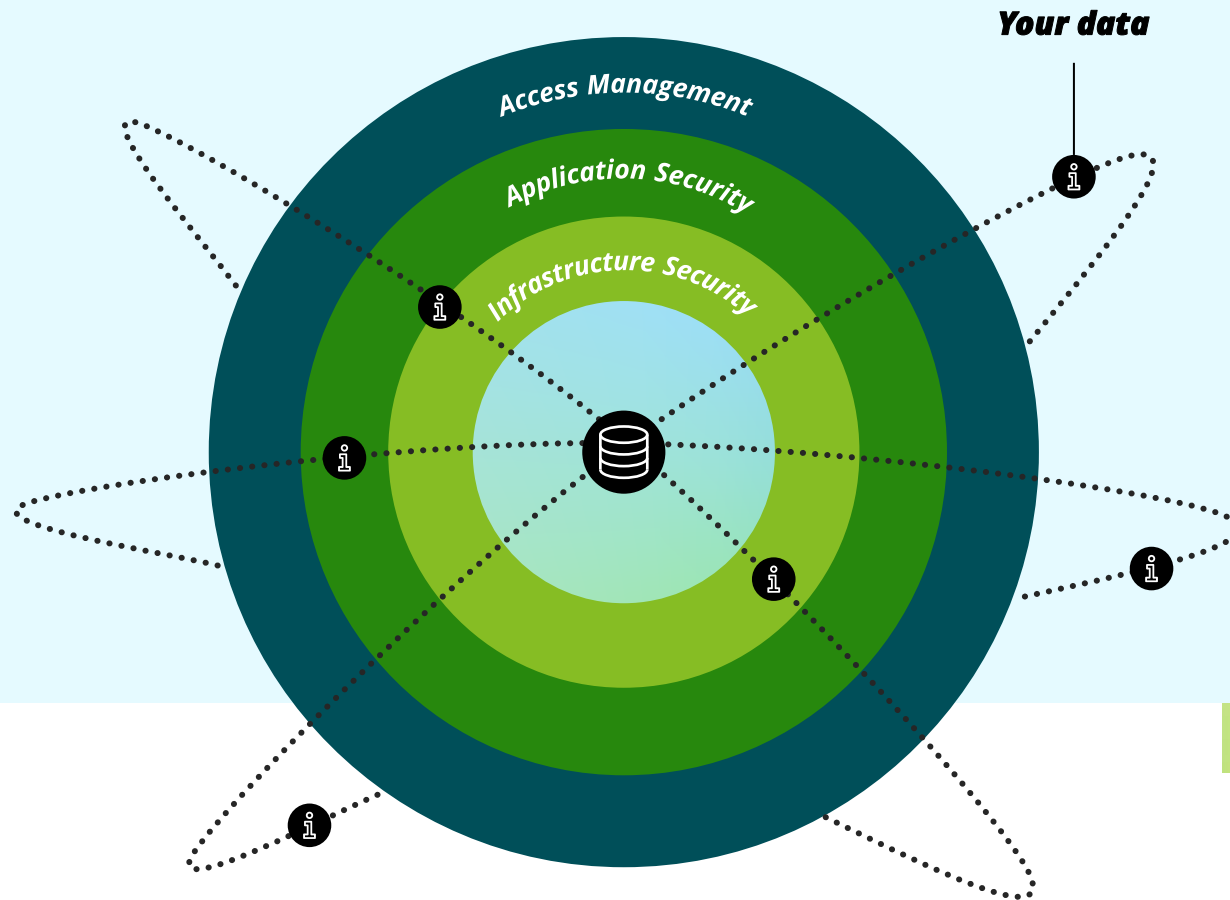 Your data
Access Management
Application Security
Infrastructure Security